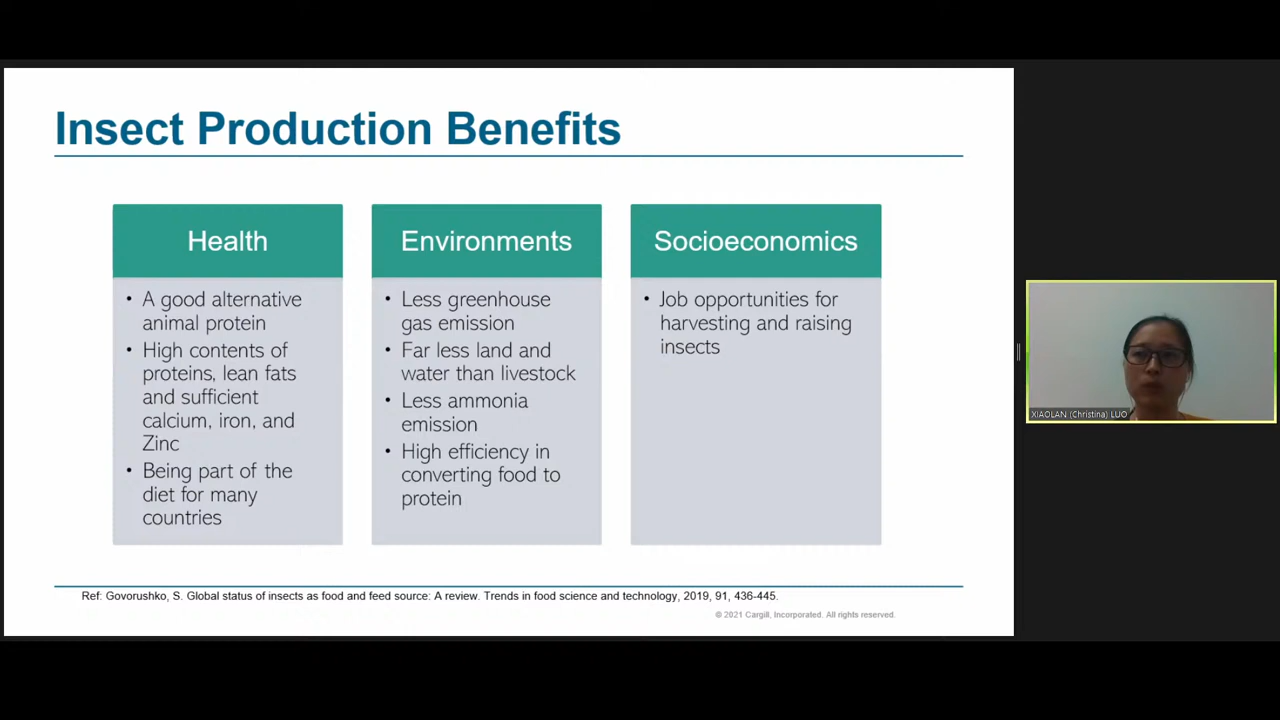 Insect Production Benefits
Health
• A good alternative
animal protein
• High contents of
proteins, lean fats
and sufficient
calcium, iron, and
Zinc
• Being part of the
diet for many
countries
Environments
• Less greenhouse
gas emission
• Far less land and
water than livestock
• Less ammonia
emission
• High efficiency in
converting food to
protein
Socioeconomics
• Job opportunities for
harvesting and raising
insects
Ref: Govorushko, S. Global status of insects as food and feed source: A review. Trends in food science and technology, 2019, 91, 436-445.
© 2021 Cargill, Incorporated. All rights reserved.
XIAOLAN (Christina) LUO